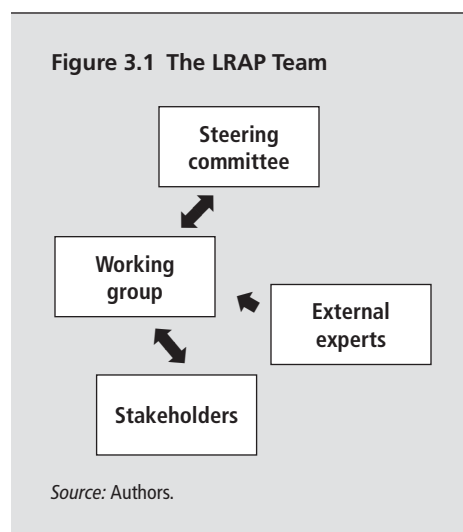 Figure 3.1 The LRAP Team
Steering
committee
Working
group
External
experts
Stakeholders
Source: Authors.